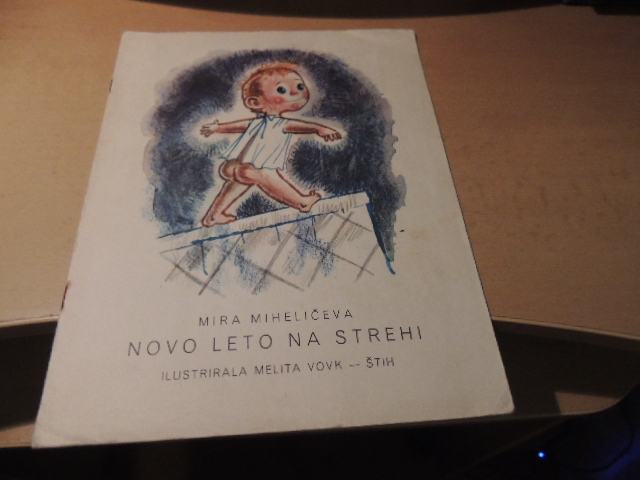 MIRA MIHELIČEVA
NOVO LETO NA STREHI
ILUSTRIRALA MELITA VOVK -- ŠTIH